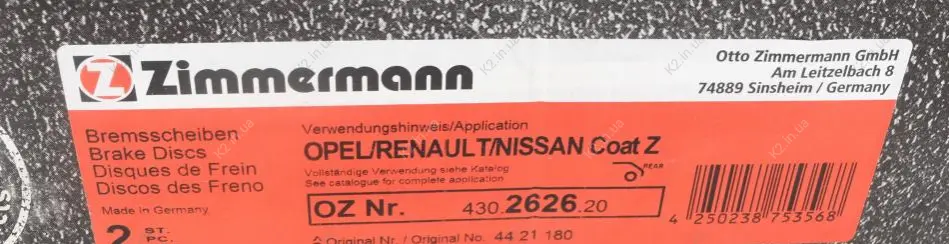 Z Zimmermann
Otto Zimmermann GmbH
Am Leitzelbach 8
74889 Sinsheim / Germany
Bremsscheiben
Brake Discs
Disques de Frein
Discos des Freno
Made in Germany
2 ST.
PC.
Verwendungshinweis/Application
OPEL/RENAULT/NISSAN Coat Z
Vollständige Verwendung siehe Katalog
See catalogue for complete application
REAR
OZ Nr. 430.2626.20
Original Nr. / Original No. 44 21 180
4 250238 753568
K2.in.ua